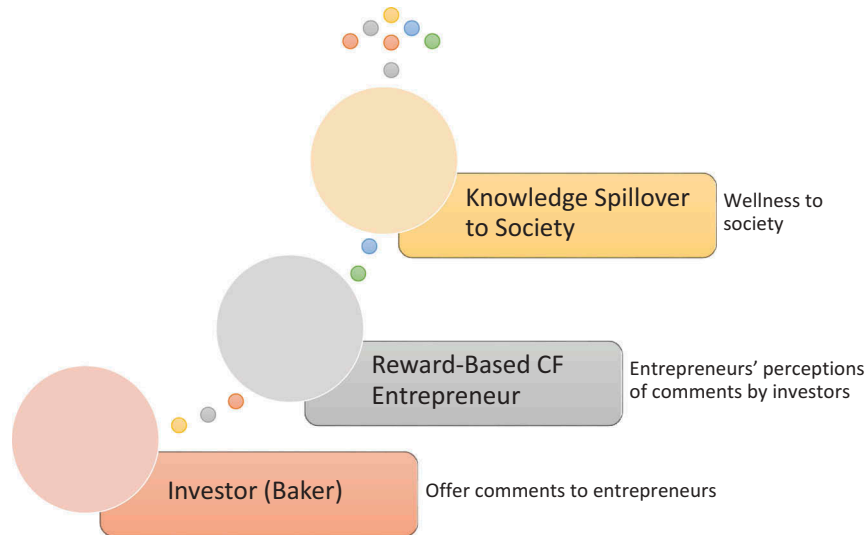 Knowledge Spillover
to Society
Wellness to
society
Reward-Based CF
Entrepreneur
Entrepreneurs’ perceptions
of comments by investors
Investor (Baker)
Offer comments to entrepreneurs